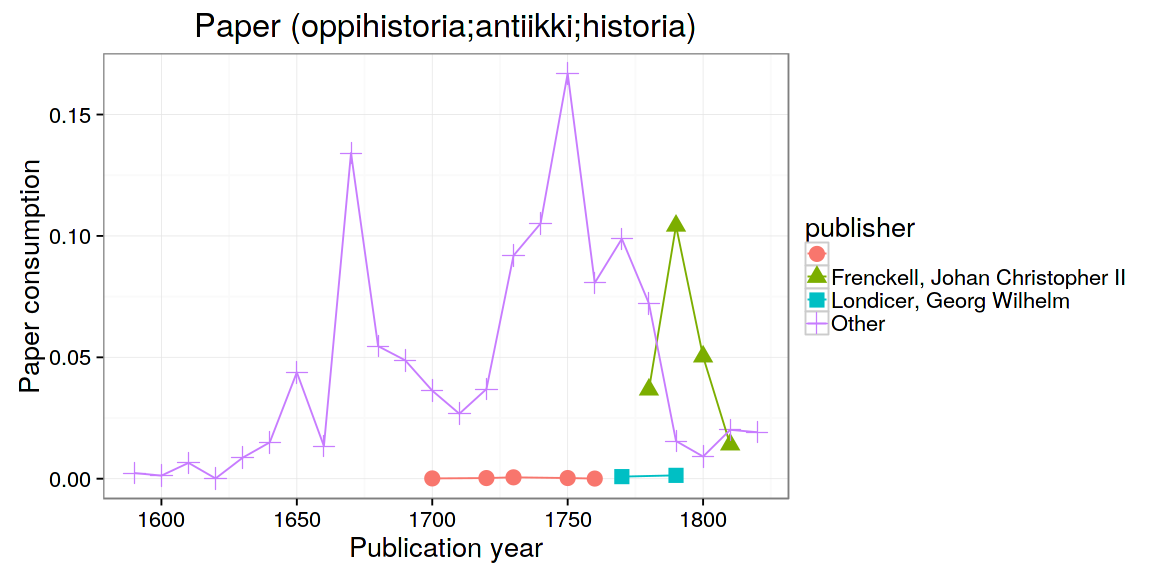 Paper (oppihistoria;antiikki;historia)
0.15
0.10
0.05
0.00
Paper consumption
1600 1650 1700 1750 1800
Publication year
publisher
Frenckell, Johan Christopher II
Londicer, Georg Wilhelm
Other